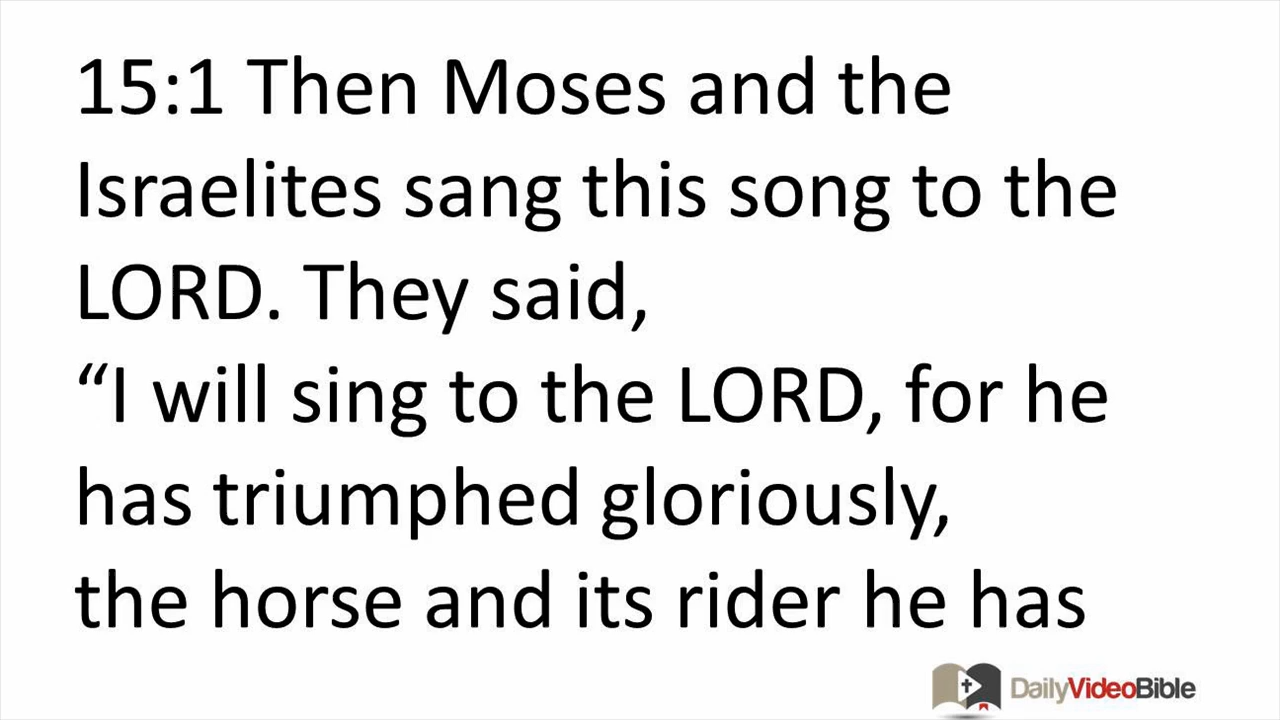 15:1 Then Moses and the
Israelites sang this song to the
LORD. They said,
“I will sing to the LORD, for he
has triumphed gloriously,
the horse and its rider he has
DailyVideoBible